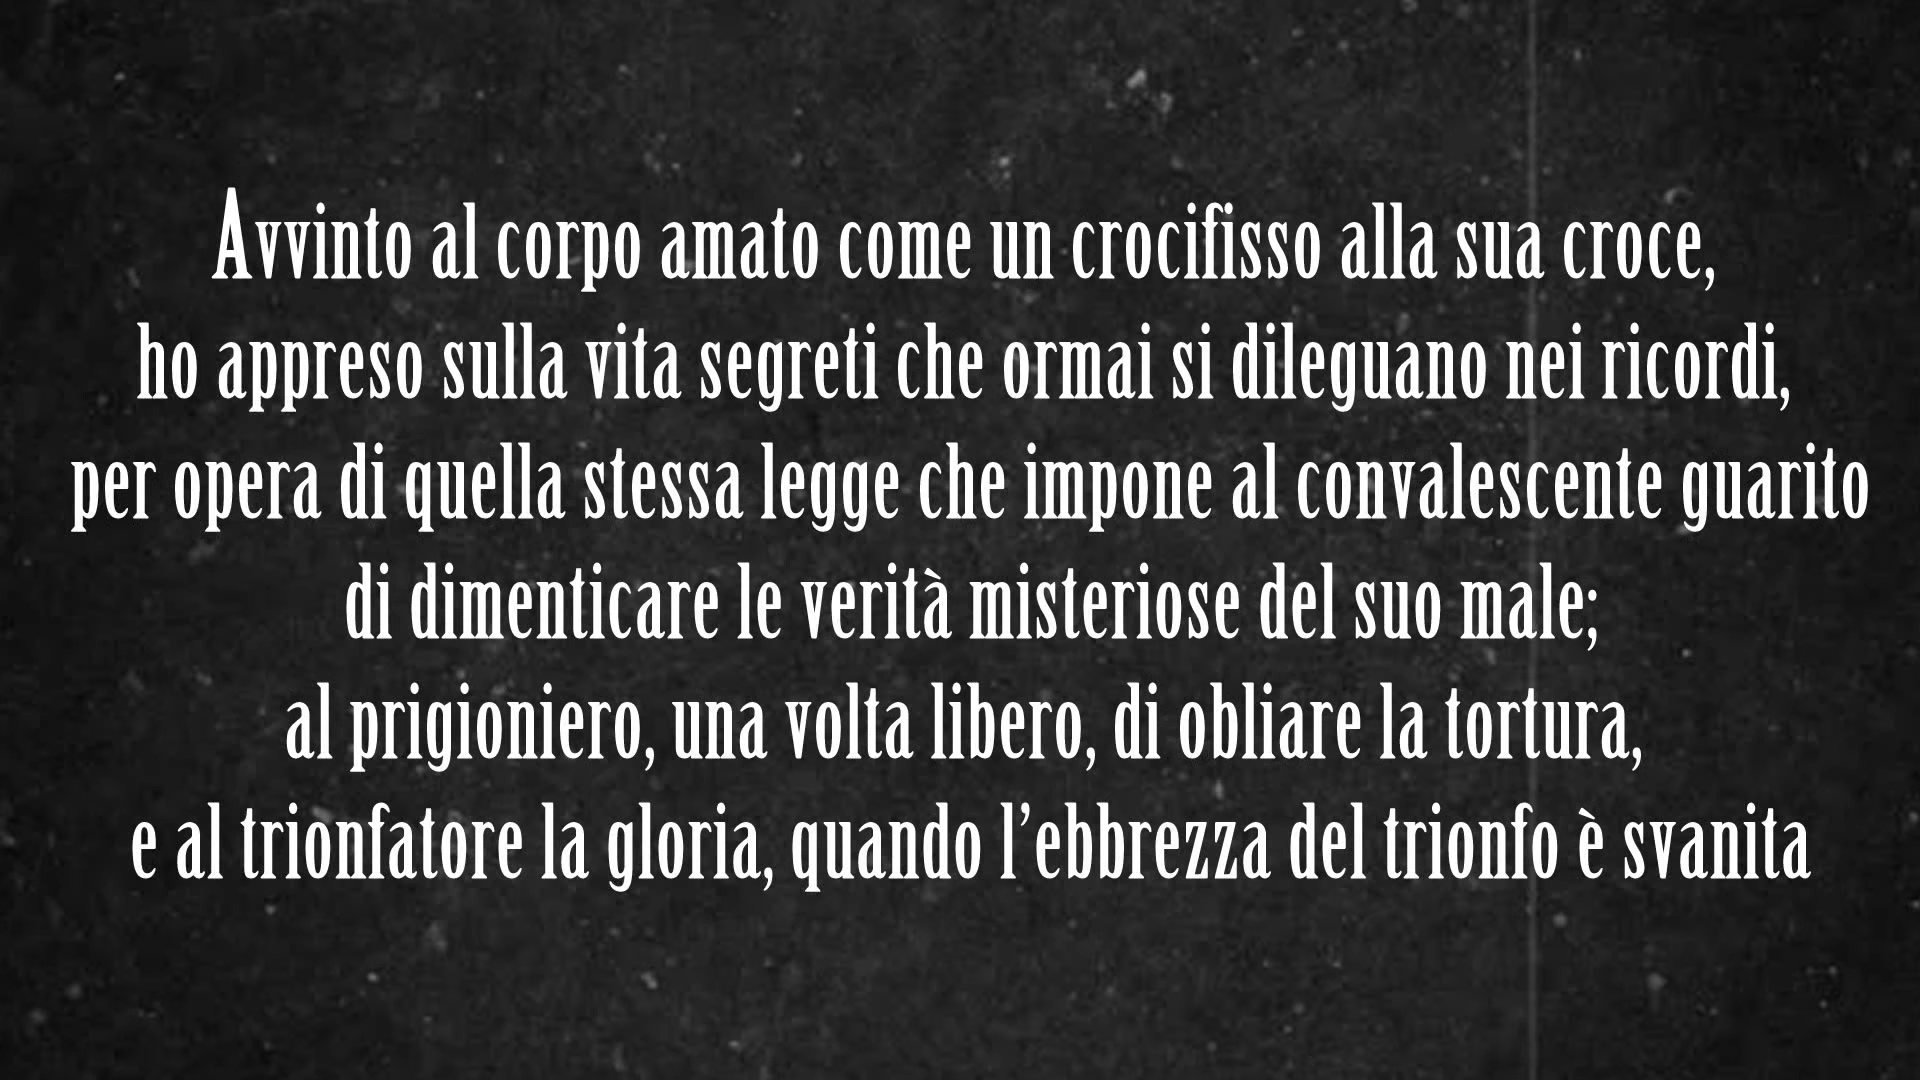 Avvinto al corpo amato come un crocifisso alla sua croce,
ho appreso sulla vita segreti che ormai si dileguano nei ricordi,
per opera di quella stessa legge che impone al convalescente guarito
di dimenticare le verità misteriose del suo male;
al prigioniero, una volta libero, di obliare la tortura,
e al trionfatore la gloria, quando l’ebbrezza del trionfo è svanita